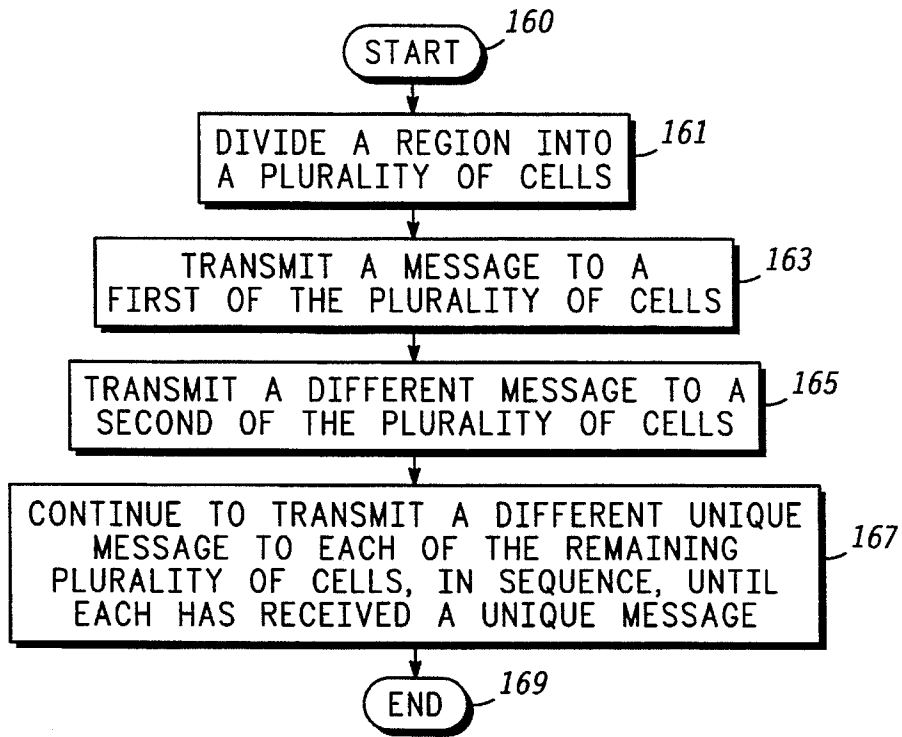 160
START
DIVIDE A REGION INTO
A PLURALITY OF CELLS
161
TRANSMIT A MESSAGE TO A
FIRST OF THE PLURALITY OF CELLS
163
TRANSMIT A DIFFERENT MESSAGE TO A
SECOND OF THE PLURALITY OF CELLS
165
CONTINUE TO TRANSMIT A DIFFERENT UNIQUE
MESSAGE TO EACH OF THE REMAINING
PLURALITY OF CELLS, IN SEQUENCE, UNTIL
EACH HAS RECEIVED A UNIQUE MESSAGE
167
END
169